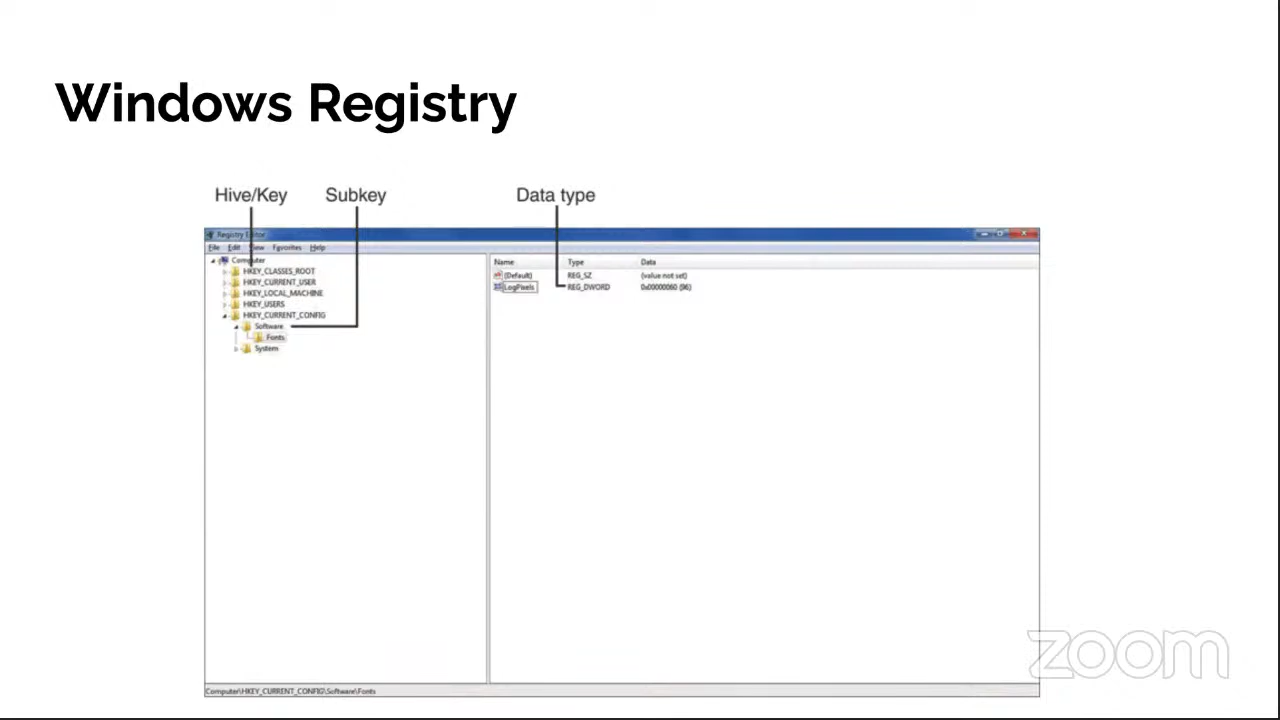 Windows Registry
Hive/Key Subkey Data type
Registry Editor
File Edit View Favorites Help
Computer
HKEY_CLASSES_ROOT
HKEY_CURRENT_USER
HKEY_LOCAL_MACHINE
HKEY_USERS
HKEY_CURRENT_CONFIG
Software
Fonts
System
Name Type Data
(Default) REG_SZ (value not set)
LogPixels REG_DWORD 0x00000060 (96)
Computer\HKEY_CURRENT_CONFIG\Software\Fonts
zoom